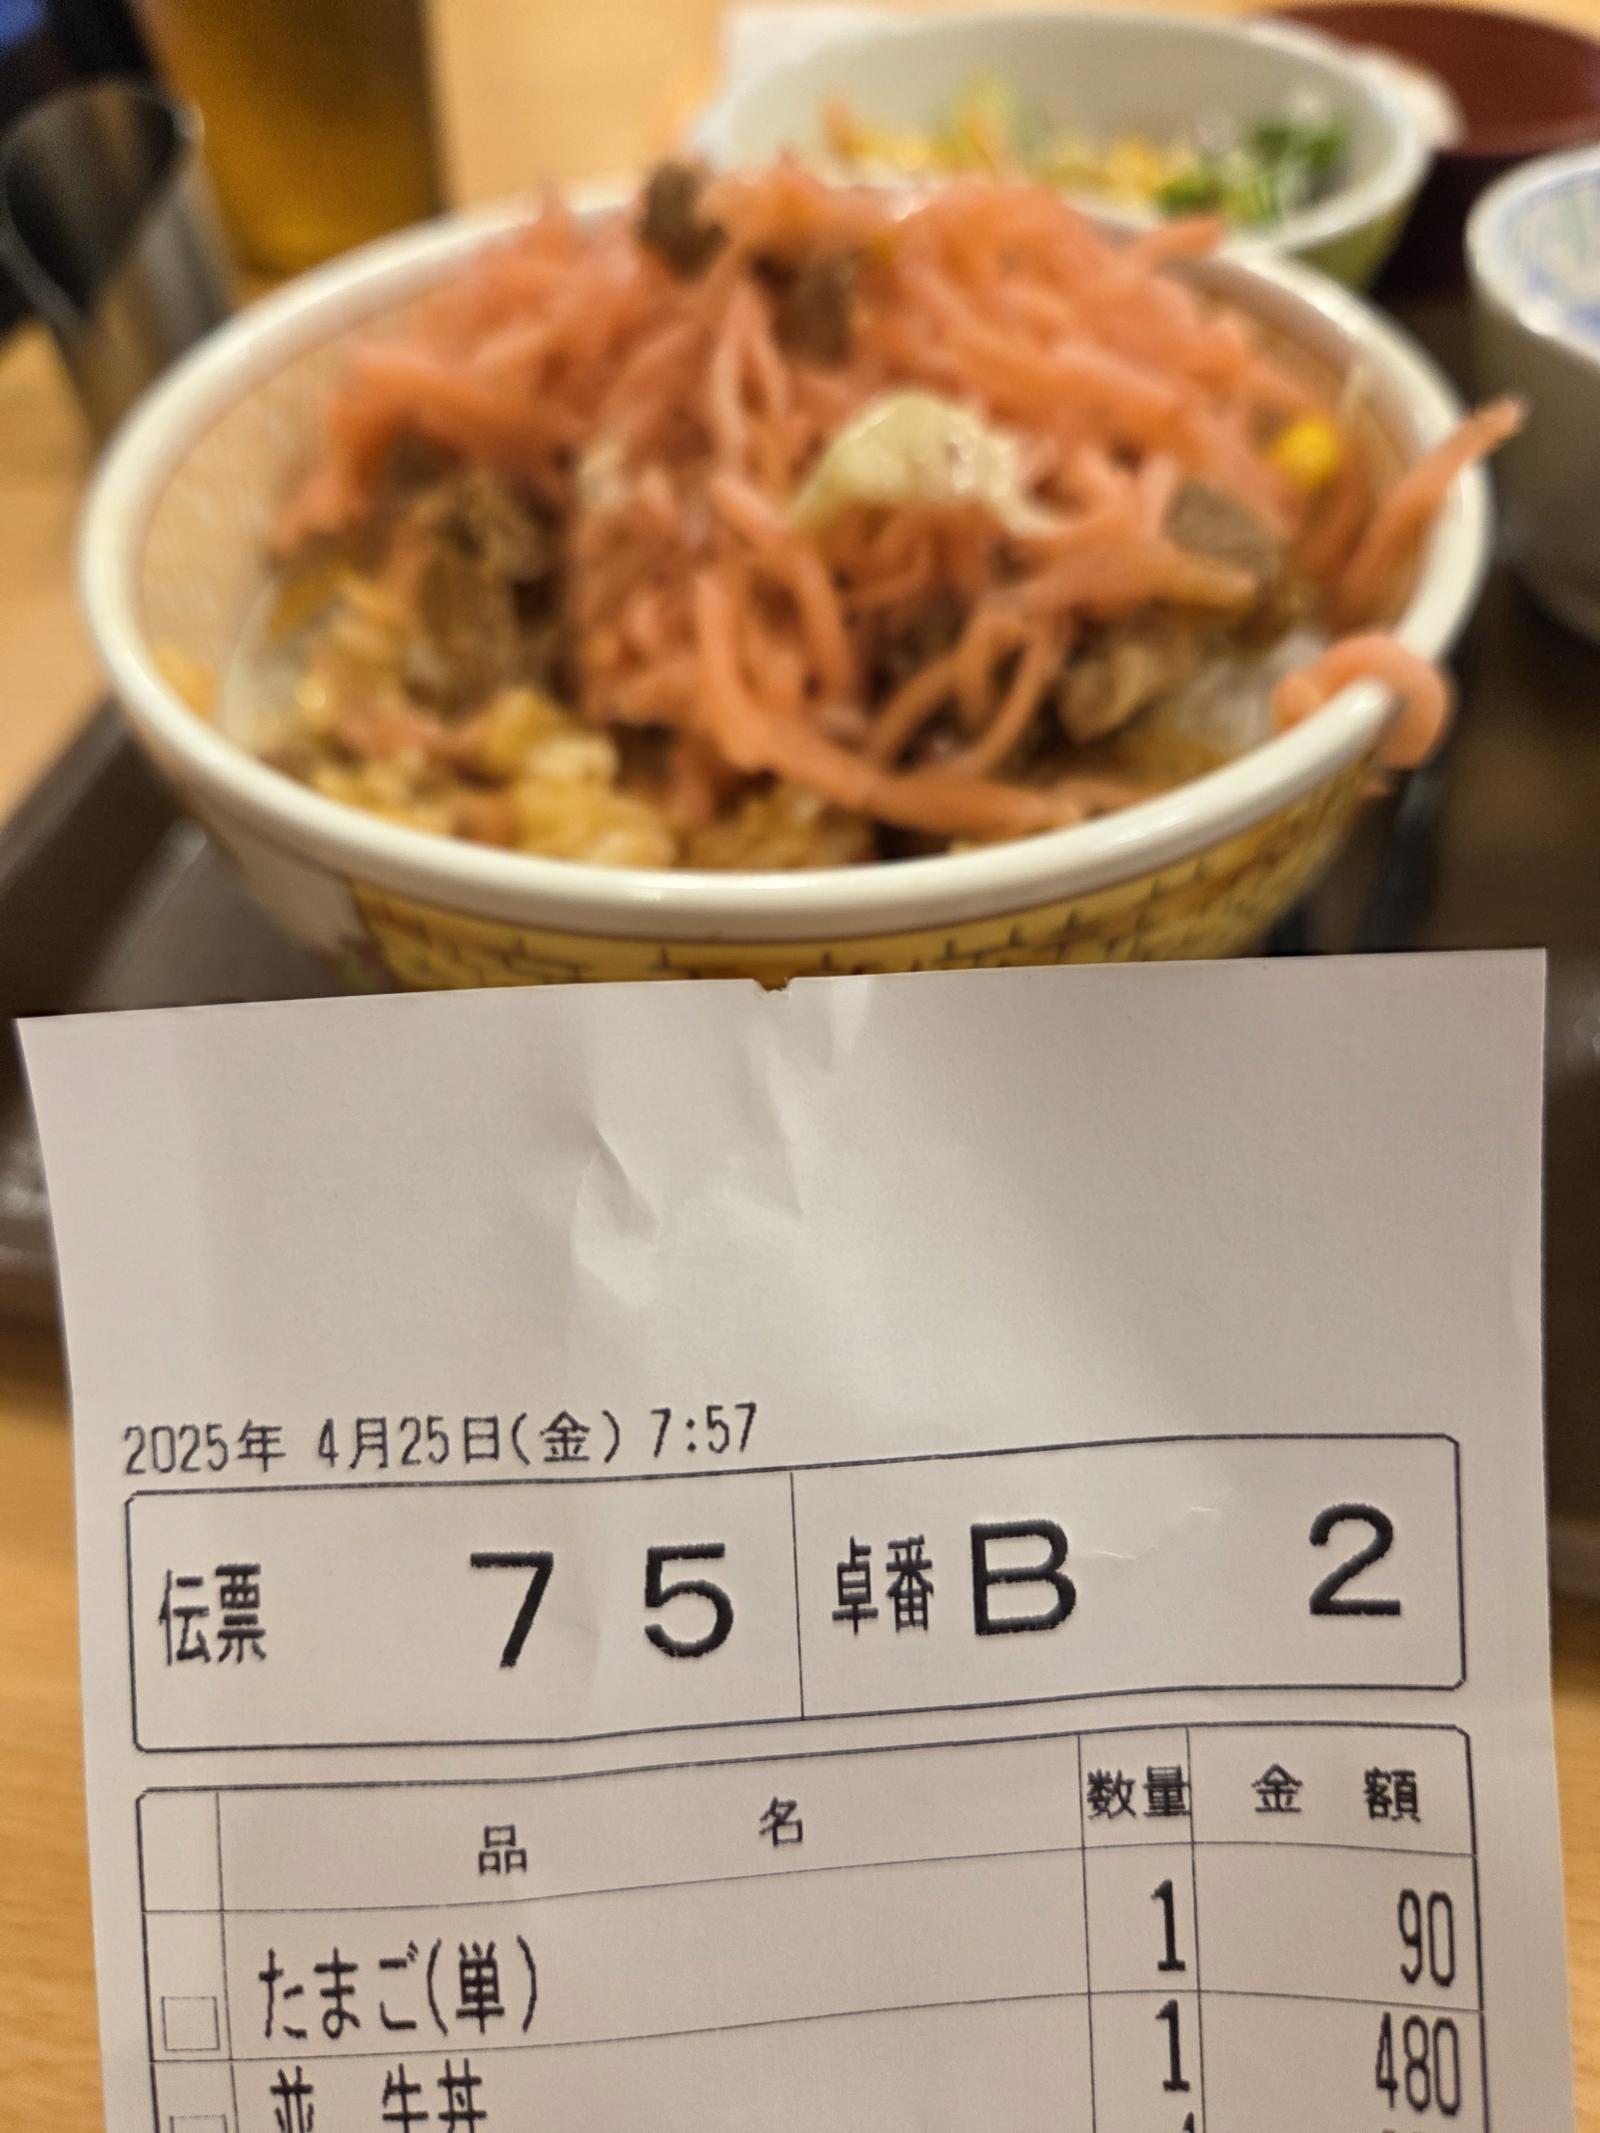 2025年 4月25日(金) 7:57
伝票 75 卓番 B 2
品名 数量 金額
たまご(単) 1 90
並 牛丼 1 480